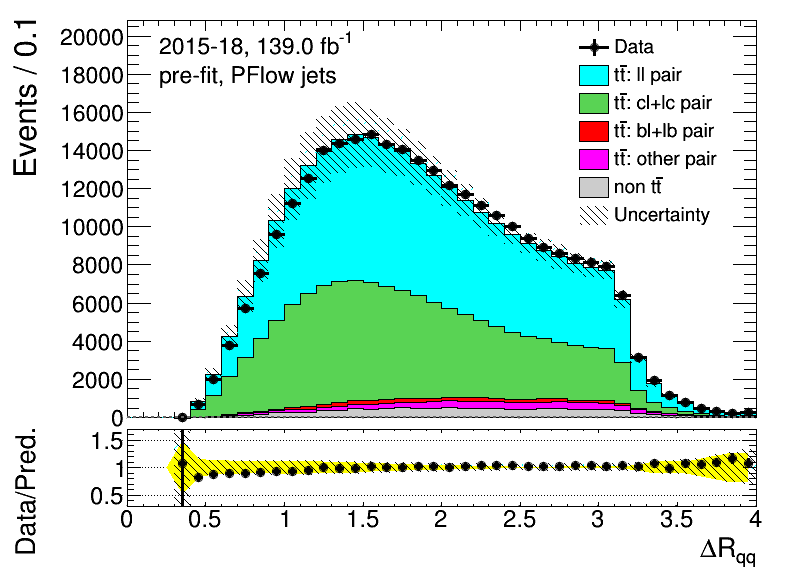 Events / 0.1
20000
18000
16000
14000
12000
10000
8000
6000
4000
2000
0
2015-18, 139.0 fb⁻¹
pre-fit, PFlow jets
Data
tt̄: ll pair
tt̄: cl+lc pair
tt̄: bl+lb pair
tt̄: other pair
non tt̄
Uncertainty
Data/Pred.
1.5
1
0.5
0 0.5 1 1.5 2 2.5 3 3.5 4
ΔR_qq